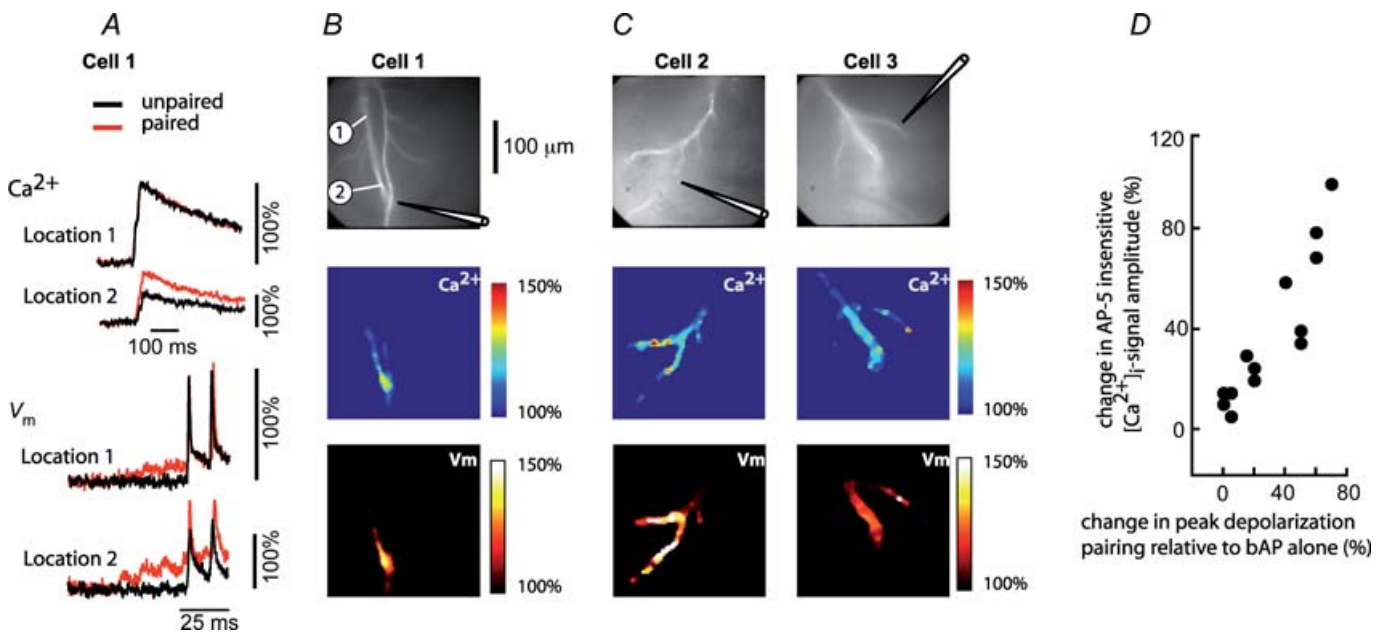 A
Cell 1
unpaired
paired
Ca2+
Location 1
100%
Location 2
100%
100 ms
Vm
Location 1
100%
Location 2
100%
25 ms
B
Cell 1
1
2
100 μm
Ca2+
150%
100%
Vm
150%
100%
C
Cell 2
Cell 3
Ca2+
Ca2+
150%
100%
Vm
Vm
150%
100%
D
change in AP-5 insensitive
[Ca2+]i-signal amplitude (%)
120
80
40
0
0
40
80
change in peak depolarization
pairing relative to bAP alone (%)